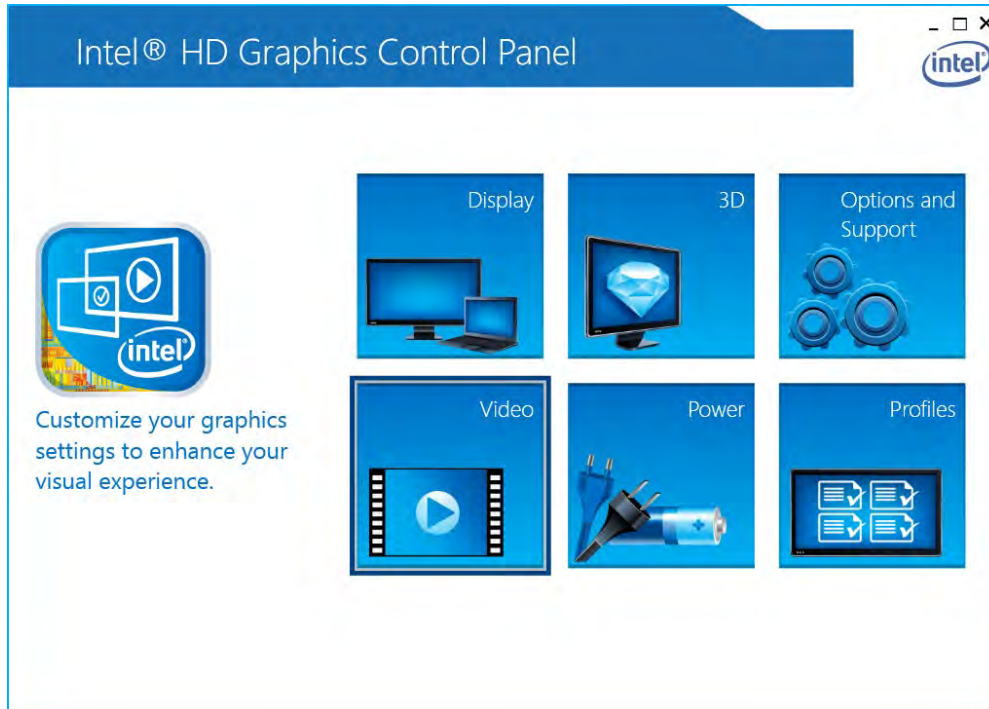 Intel® HD Graphics Control Panel
intel
Display
3D
Options and
Support
intel
Customize your graphics
settings to enhance your
visual experience.
Video
Power
Profiles